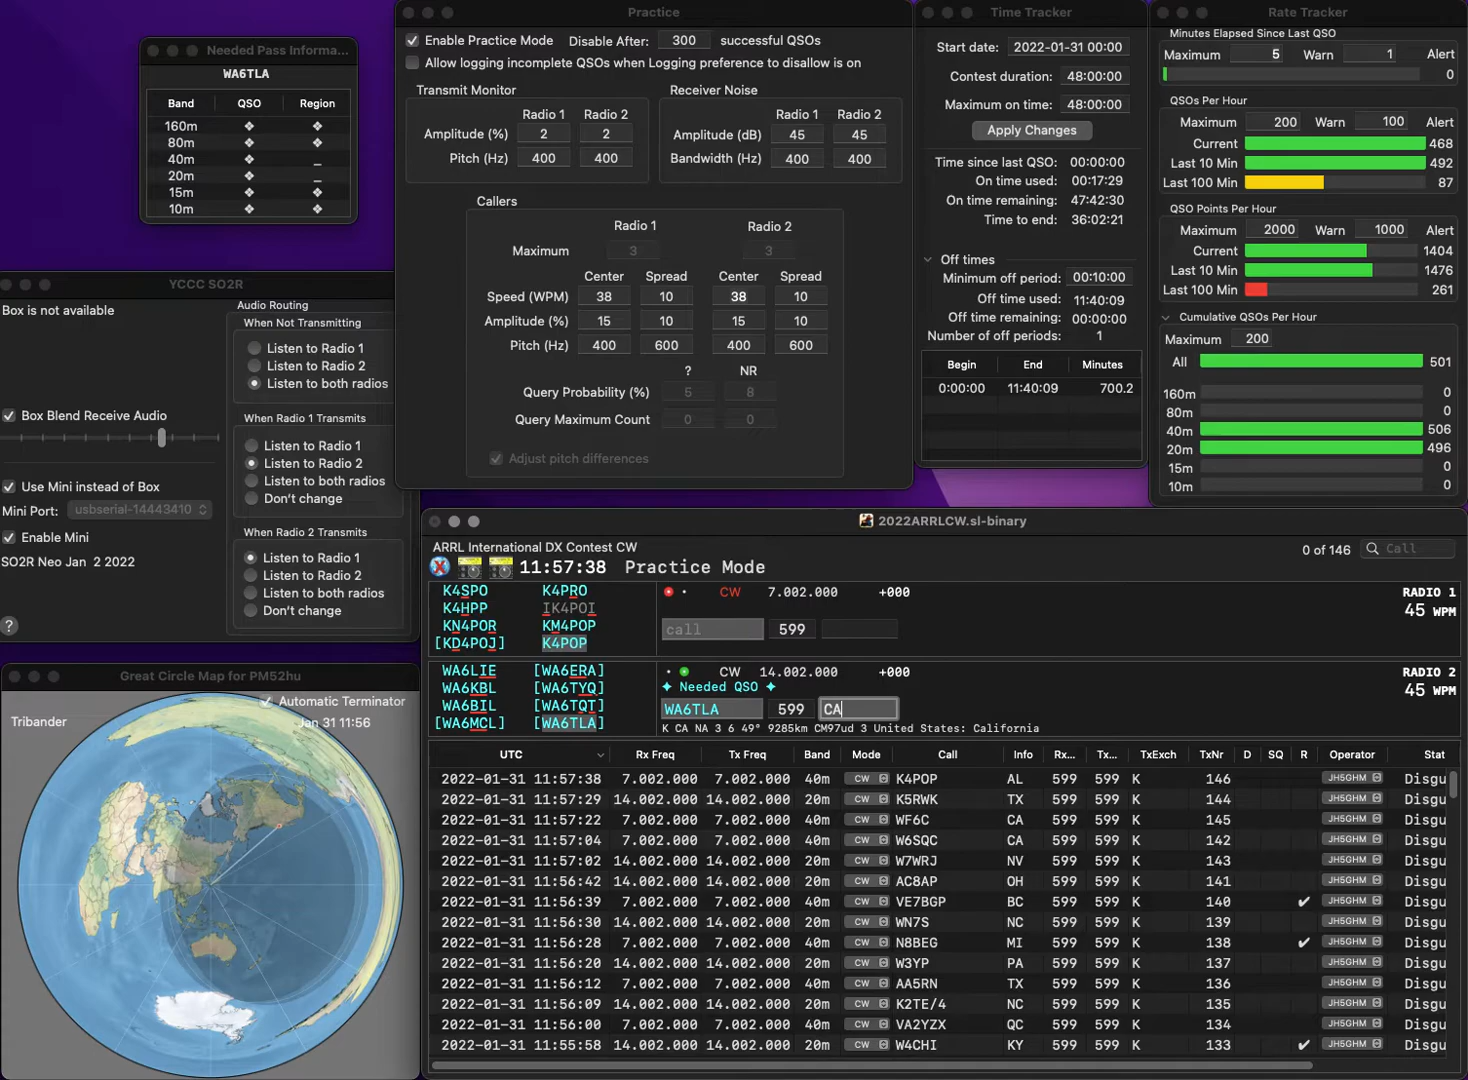 Needed Pass Informa...
WA6TLA
Band QSO Region
160m ❖ ❖
80m ❖ ❖
40m ❖ _
20m ❖ _
15m ❖ ❖
10m ❖ ❖
Practice
Enable Practice Mode Disable After: 300 successful QSOs
Allow logging incomplete QSOs when Logging preference to disallow is on
Transmit Monitor
Radio 1 Radio 2
Amplitude (%) 2 2
Pitch (Hz) 400 400
Receiver Noise
Radio 1 Radio 2
Amplitude (dB) 45 45
Bandwidth (Hz) 400 400
Callers
Radio 1 Radio 2
Maximum 3 3
Center Spread Center Spread
Speed (WPM) 38 10 38 10
Amplitude (%) 15 10 15 10
Pitch (Hz) 400 600 400 600
? NR
Query Probability (%) 5 8
Query Maximum Count 0 0
Adjust pitch differences
Time Tracker
Start date: 2022-01-31 00:00
Contest duration: 48:00:00
Maximum on time: 48:00:00
Apply Changes
Time since last QSO: 00:00:00
On time used: 00:17:29
On time remaining: 47:42:30
Time to end: 36:02:21
Off times
Minimum off period: 00:10:00
Off time used: 11:40:09
Off time remaining: 00:00:00
Number of off periods: 1
Begin End Minutes
0:00:00 11:40:09 700.2
Rate Tracker
Minutes Elapsed Since Last QSO
Maximum 5 Warn 1 Alert
0
QSOs Per Hour
Maximum 200 Warn 100 Alert
Current 468
Last 10 Min 492
Last 100 Min 87
QSO Points Per Hour
Maximum 2000 Warn 1000 Alert
Current 1404
Last 10 Min 1476
Last 100 Min 261
Cumulative QSOs Per Hour
Maximum 200
All 501
160m 0
80m 0
40m 506
20m 496
15m 0
10m 0
YCCC SO2R
Box is not available
Box Blend Receive Audio
Use Mini instead of Box
Mini Port: usbserial-14443410
Enable Mini
SO2R Neo Jan 2 2022
?
Audio Routing
When Not Transmitting
Listen to Radio 1
Listen to Radio 2
Listen to both radios
When Radio 1 Transmits
Listen to Radio 1
Listen to Radio 2
Listen to both radios
Don't change
When Radio 2 Transmits
Listen to Radio 1
Listen to Radio 2
Listen to both radios
Don't change
Great Circle Map for PM52hu
Automatic Terminator
Tribander Jan 31 11:56
2022ARRLCW.sl-binary
ARRL International DX Contest CW
0 of 146 Call
11:57:38 Practice Mode
K4SPO K4PRO
K4HPP IK4POI
KN4POR KM4POP
[KD4POJ] K4POP
CW 7.002.000 +000 RADIO 1
45 WPM
call 599
WA6LIE [WA6ERA]
WA6KBL [WA6TYQ]
WA6BIL [WA6TQT]
[WA6MCL] [WA6TLA]
CW 14.002.000 +000 RADIO 2
45 WPM
✦ Needed QSO ✦
WA6TLA 599 CA
K CA NA 3 6 49° 9285km CM97ud 3 United States: California
UTC Rx Freq Tx Freq Band Mode Call Info Rx... Tx... TxExch TxNr D SQ R Operator Stat
2022-01-31 11:57:38 7.002.000 7.002.000 40m CW K4POP AL 599 599 K 146 JH5GHM Disgu
2022-01-31 11:57:29 14.002.000 14.002.000 20m CW K5RWK TX 599 599 K 144 JH5GHM Disgu
2022-01-31 11:57:22 7.002.000 7.002.000 40m CW WF6C CA 599 599 K 145 JH5GHM Disgu
2022-01-31 11:57:04 7.002.000 7.002.000 40m CW W6SQC CA 599 599 K 142 JH5GHM Disgu
2022-01-31 11:57:02 14.002.000 14.002.000 20m CW W7WRJ NV 599 599 K 143 JH5GHM Disgu
2022-01-31 11:56:42 14.002.000 14.002.000 20m CW AC8AP OH 599 599 K 141 JH5GHM Disgu
2022-01-31 11:56:39 7.002.000 7.002.000 40m CW VE7BGP BC 599 599 K 140 ✔ JH5GHM Disgu
2022-01-31 11:56:30 14.002.000 14.002.000 20m CW WN7S NC 599 599 K 139 JH5GHM Disgu
2022-01-31 11:56:28 7.002.000 7.002.000 40m CW N8BEG MI 599 599 K 138 ✔ JH5GHM Disgu
2022-01-31 11:56:20 14.002.000 14.002.000 20m CW W3YP PA 599 599 K 137 JH5GHM Disgu
2022-01-31 11:56:12 7.002.000 7.002.000 40m CW AA5RN TX 599 599 K 136 JH5GHM Disgu
2022-01-31 11:56:09 14.002.000 14.002.000 20m CW K2TE/4 NC 599 599 K 135 JH5GHM Disgu
2022-01-31 11:56:00 7.002.000 7.002.000 40m CW VA2YZX QC 599 599 K 134 JH5GHM Disgu
2022-01-31 11:55:58 14.002.000 14.002.000 20m CW W4CHI KY 599 599 K 133 ✔ JH5GHM Disgu